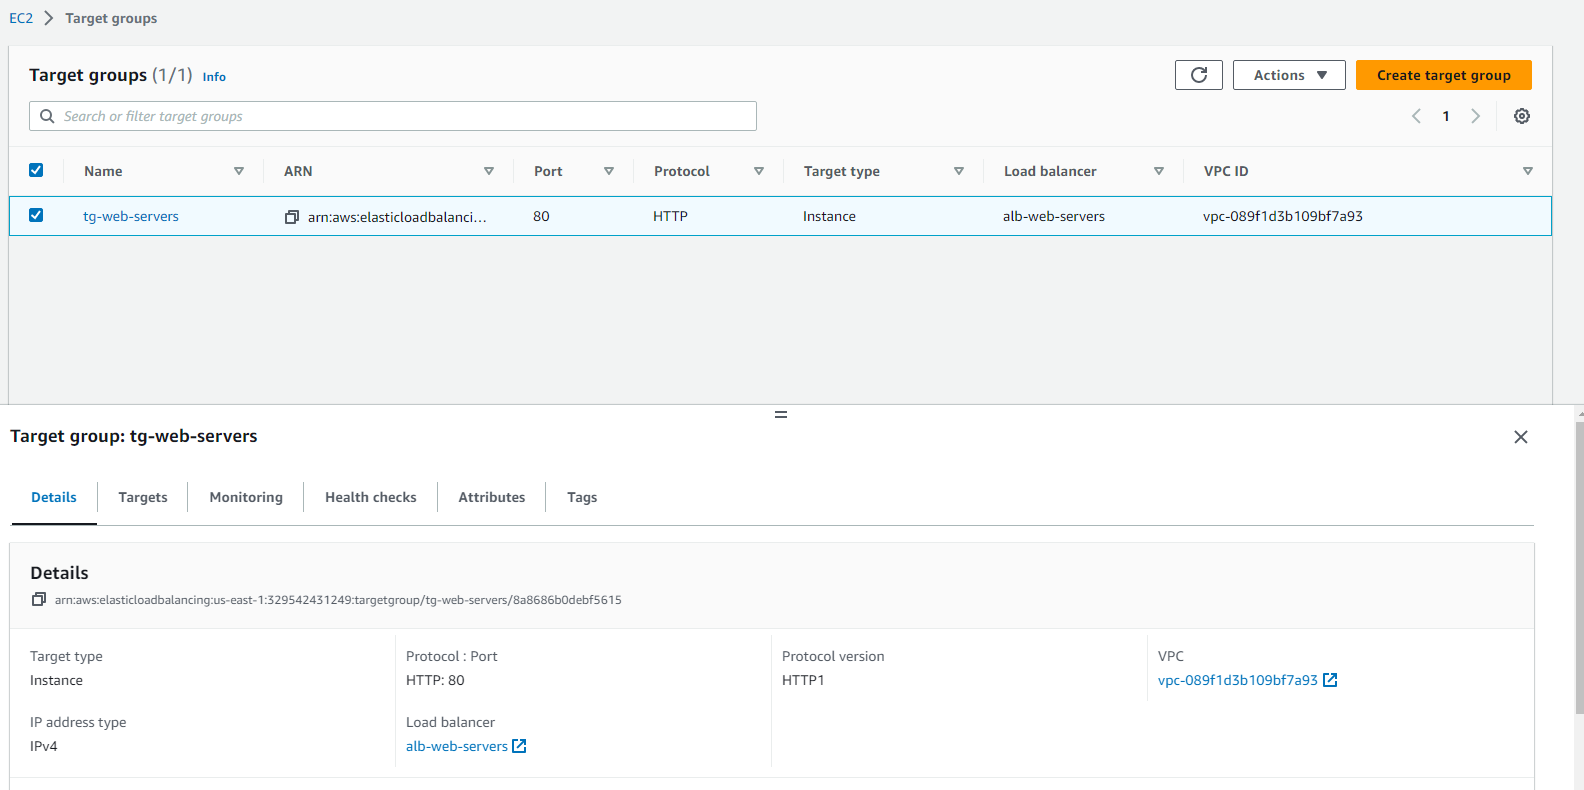 EC2 Target groups
Target groups (1/1) Info
Actions
Create target group
Search or filter target groups
1
Name ARN Port Protocol Target type Load balancer VPC ID
tg-web-servers arn:aws:elasticloadbalanci... 80 HTTP Instance alb-web-servers vpc-089f1d3b109bf7a93
Target group: tg-web-servers
Details Targets Monitoring Health checks Attributes Tags
Details
arn:aws:elasticloadbalancing:us-east-1:329542431249:targetgroup/tg-web-servers/8a8686b0debf5615
Target type Protocol : Port Protocol version VPC
Instance HTTP: 80 HTTP1 vpc-089f1d3b109bf7a93
IP address type Load balancer
IPv4 alb-web-servers